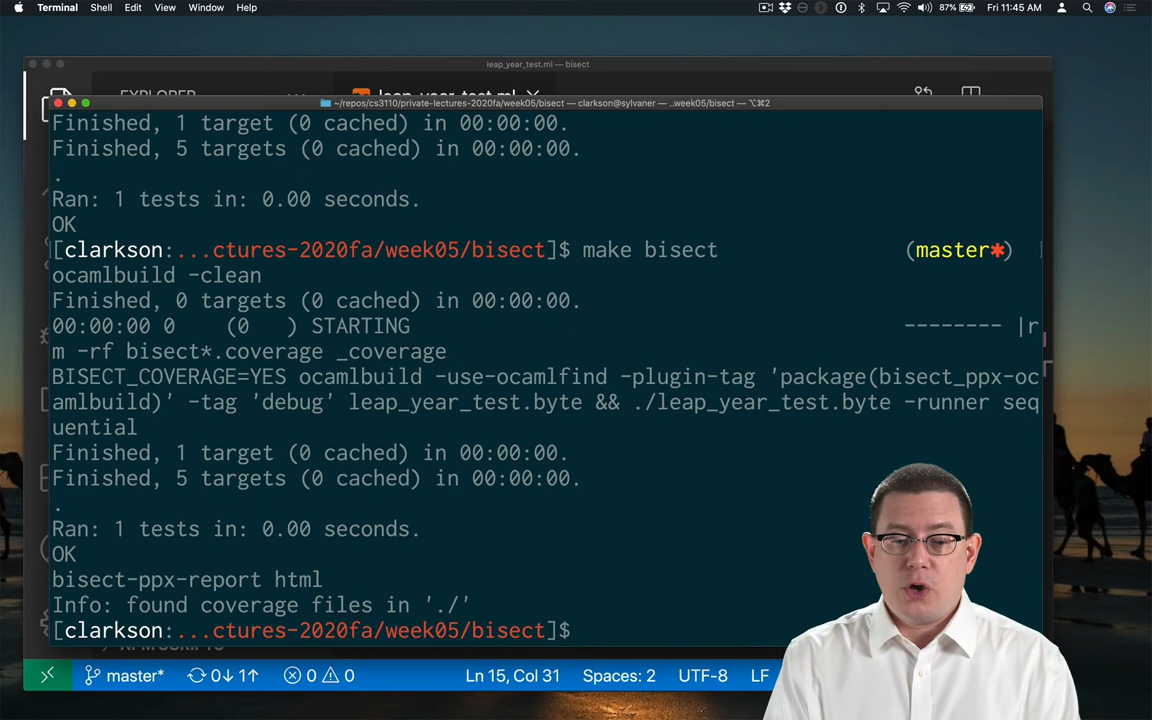 Terminal Shell Edit View Window Help 87% Fri 11:45 AM
leap_year_test.ml — bisect
EXPLORER leap_year_test.ml
~/repos/cs3110/private-lectures-2020fa/week05/bisect — clarkson@sylvaner — ..week05/bisect — ⌥⌘2
Finished, 1 target (0 cached) in 00:00:00.
Finished, 5 targets (0 cached) in 00:00:00.
.
Ran: 1 tests in: 0.00 seconds.
OK
[clarkson:...ctures-2020fa/week05/bisect]$ make bisect (master*)
ocamlbuild -clean
Finished, 0 targets (0 cached) in 00:00:00.
00:00:00 0 (0 ) STARTING -------- |r
m -rf bisect*.coverage _coverage
BISECT_COVERAGE=YES ocamlbuild -use-ocamlfind -plugin-tag 'package(bisect_ppx-oc
amlbuild)' -tag 'debug' leap_year_test.byte && ./leap_year_test.byte -runner seq
uential
Finished, 1 target (0 cached) in 00:00:00.
Finished, 5 targets (0 cached) in 00:00:00.
.
Ran: 1 tests in: 0.00 seconds.
OK
bisect-ppx-report html
Info: found coverage files in './'
[clarkson:...ctures-2020fa/week05/bisect]$
master* 0↓ 1↑ 0 0 Ln 15, Col 31 Spaces: 2 UTF-8 LF